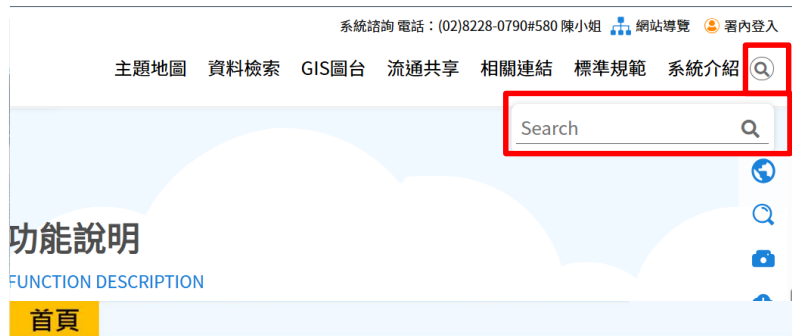 系統諮詢 電話：(02)8228-0790#580 陳小姐 網站導覽 署內登入
主題地圖 資料檢索 GIS圖台 流通共享 相關連結 標準規範 系統介紹
Search
功能說明
FUNCTION DESCRIPTION
首頁